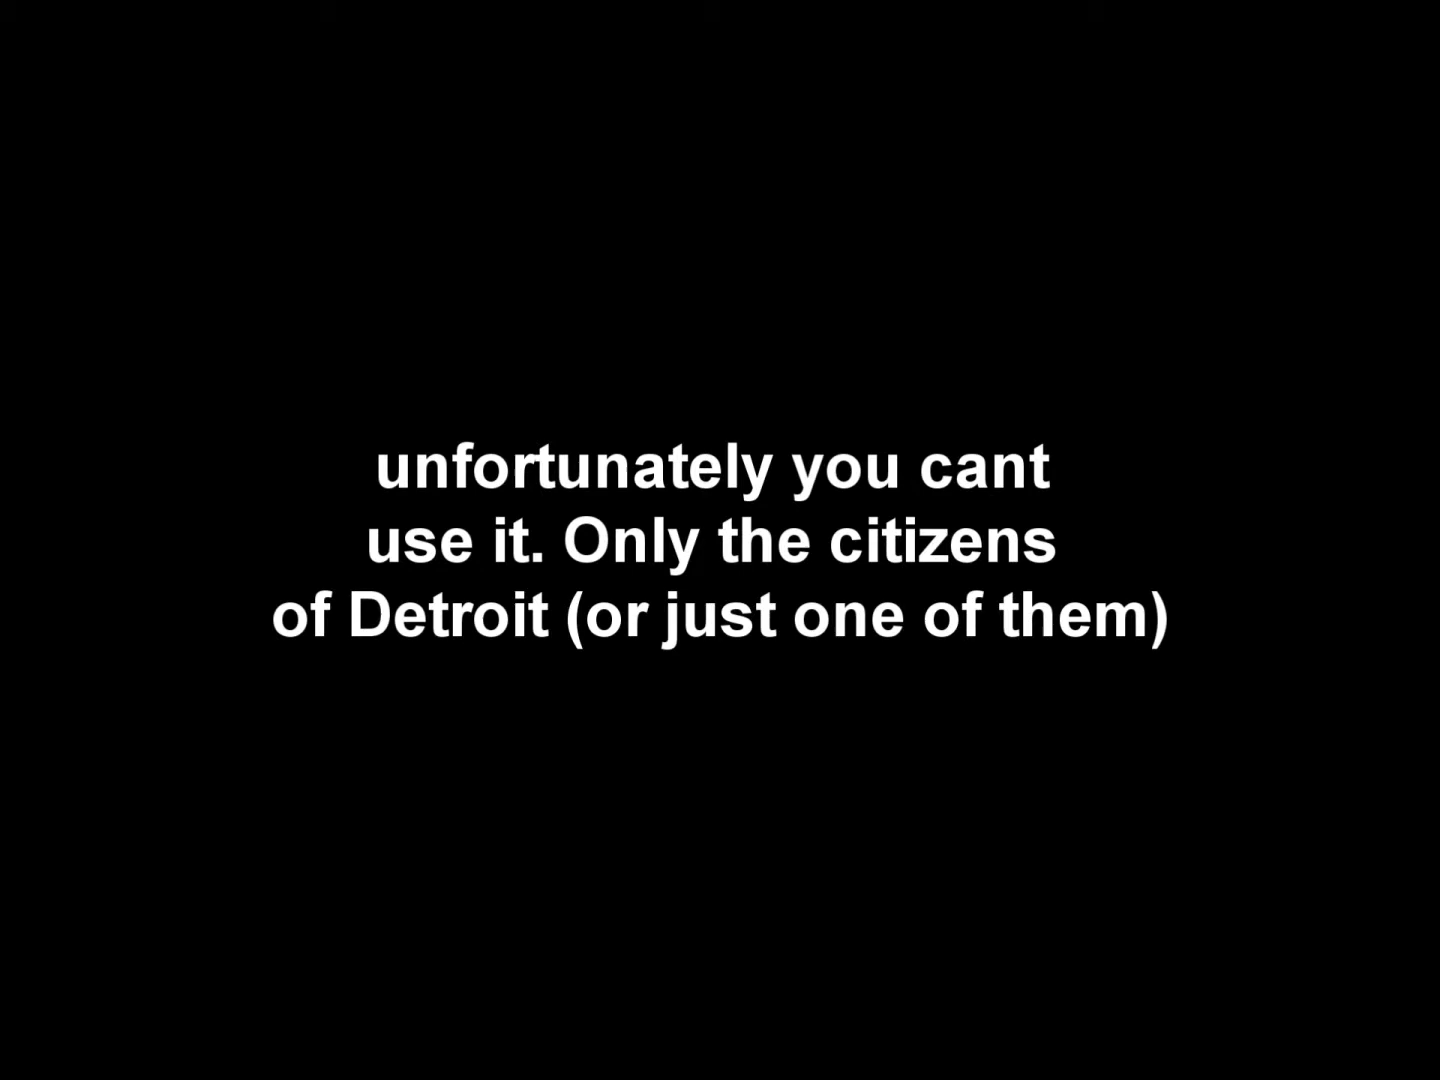 unfortunately you cant
use it. Only the citizens
of Detroit (or just one of them)